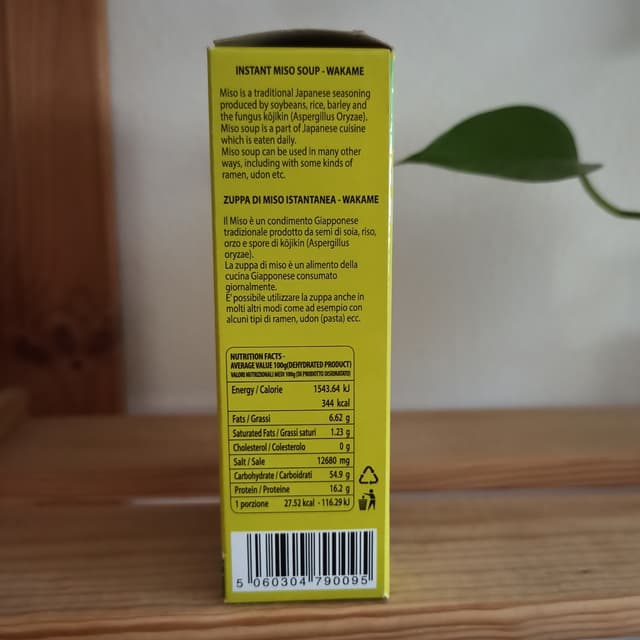 INSTANT MISO SOUP - WAKAME
Miso is a traditional Japanese seasoning
produced by soybeans, rice, barley and
the fungus kōjikin (Aspergillus Oryzae).
Miso soup is a part of Japanese cuisine
which is eaten daily.
Miso soup can be used in many other
ways, including with some kinds of
ramen, udon etc.
ZUPPA DI MISO ISTANTANEA - WAKAME
Il Miso è un condimento Giapponese
tradizionale prodotto da semi di soia, riso,
orzo e spore di kōjikin (Aspergillus
oryzae).
La zuppa di miso è un alimento della
cucina Giapponese consumato
giornalmente.
E' possibile utilizzare la zuppa anche in
molti altri modi come ad esempio con
alcuni tipi di ramen, udon (pasta) ecc.
NUTRITION FACTS -
AVERAGE VALUE 100g(DEHYDRATED PRODUCT)
VALORI NUTRIZIONALI MEDI 100g (DI PRODOTTO DISIDRATATO)
Energy / Calorie 1543.64 kJ
344 kcal
Fats / Grassi 6.62 g
Saturated Fats / Grassi saturi 1.23 g
Cholesterol / Colesterolo 0 g
Salt / Sale 12680 mg
Carbohydrate / Carboidrati 54.9 g
Protein / Proteine 16.2 g
1 porzione 27.52 kcal - 116.29 kJ
5 060304 790095